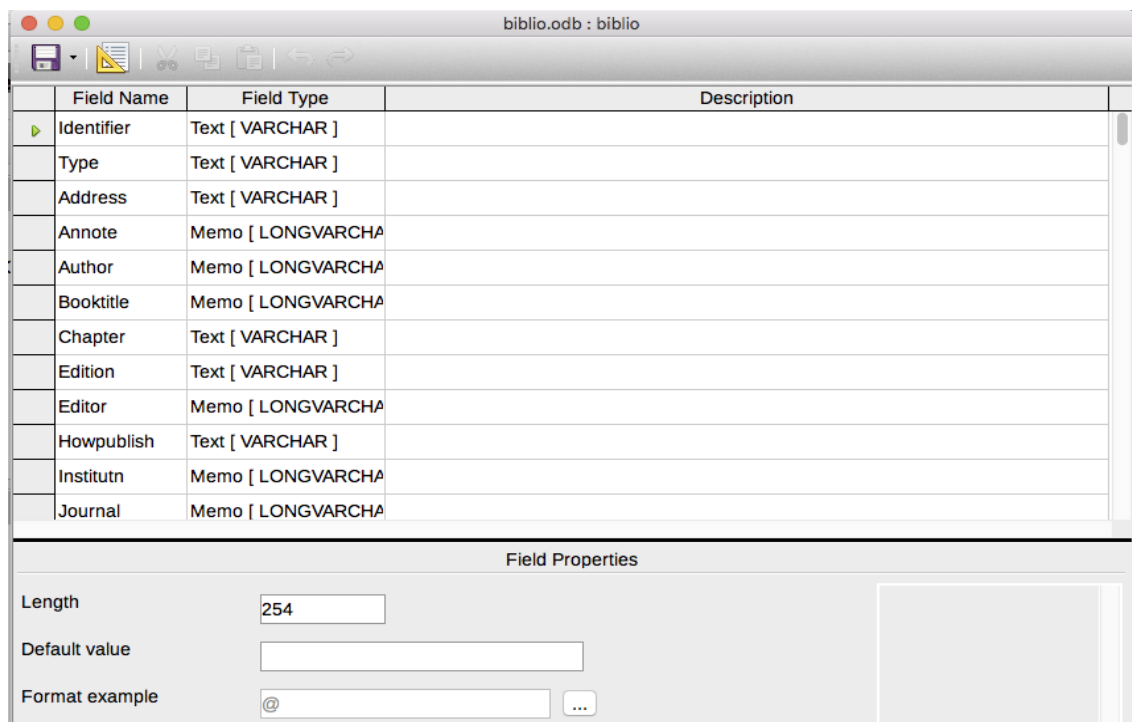 biblio.odb : biblio
Field Name Field Type Description
Identifier Text [ VARCHAR ]
Type Text [ VARCHAR ]
Address Text [ VARCHAR ]
Annote Memo [ LONGVARCHA
Author Memo [ LONGVARCHA
Booktitle Memo [ LONGVARCHA
Chapter Text [ VARCHAR ]
Edition Text [ VARCHAR ]
Editor Memo [ LONGVARCHA
Howpublish Text [ VARCHAR ]
Institutn Memo [ LONGVARCHA
Journal Memo [ LONGVARCHA
Field Properties
Length 254
Default value
Format example @ ...